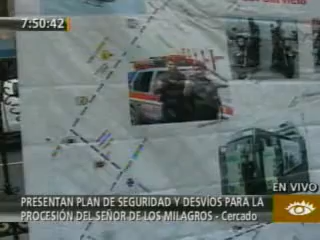 7:50:42
EN VIVO
PRESENTAN PLAN DE SEGURIDAD Y DESVÍOS PARA LA
PROCESIÓN DEL SEÑOR DE LOS MILAGROS - Cercado